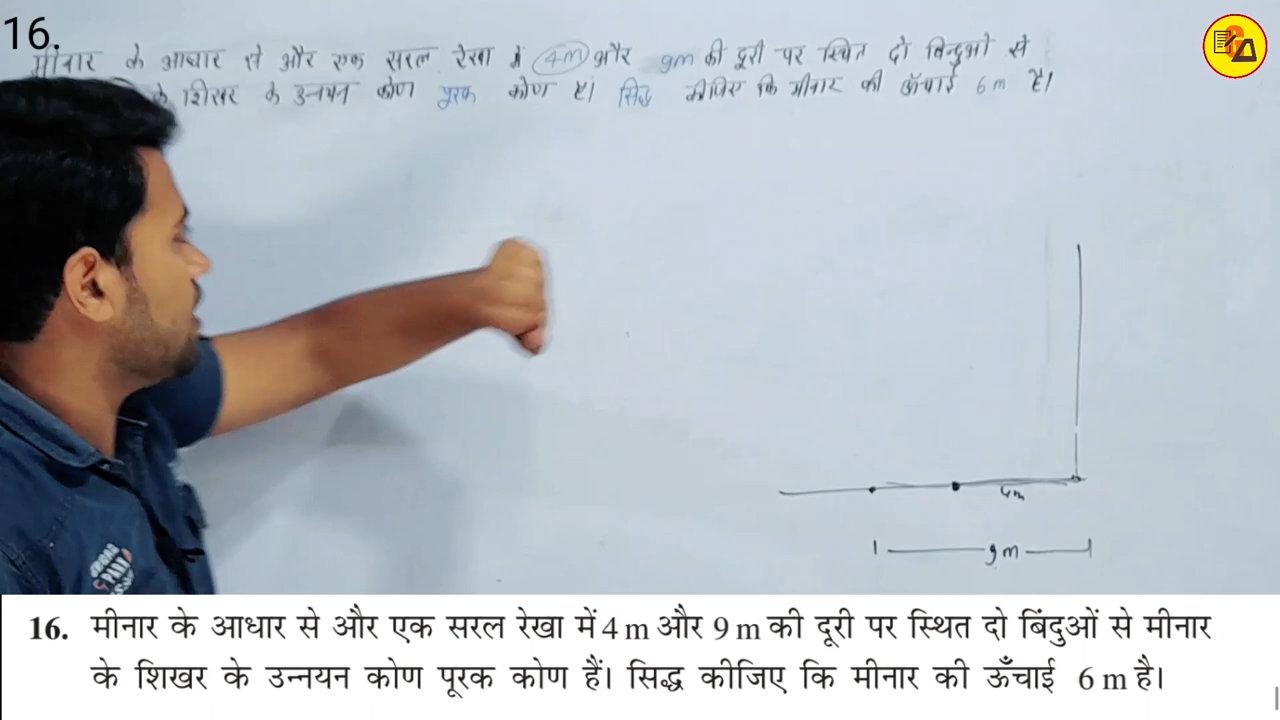 16.
मीनार के आधार से और एक सरल रेखा में 4m और 9m की दूरी पर स्थित दो बिन्दुओं से
के शिखर के उन्नयन कोण पूरक कोण हैं। सिद्ध कीजिए कि मीनार की ऊँचाई 6m है।
4m
9m
16. मीनार के आधार से और एक सरल रेखा में 4 m और 9 m की दूरी पर स्थित दो बिंदुओं से मीनार
के शिखर के उन्नयन कोण पूरक कोण हैं। सिद्ध कीजिए कि मीनार की ऊँचाई 6 m है।